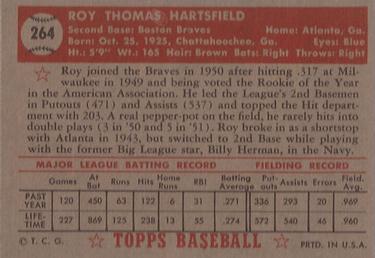 264
ROY THOMAS HARTSFIELD
Second Base: Boston Braves Home: Atlanta, Ga.
Born: Oct. 25, 1925, Chattahoochee, Ga. Eyes: Blue
Ht.: 5'9" Wt.: 165 Hair: Brown Bats: Right Throws: Right
Roy joined the Braves in 1950 after hitting .317 at Mil-
waukee in 1949 and being voted the Rookie of the Year
in the American Association. He led the League's 2nd Basemen
in Putouts (471) and Assists (537) and topped the Hit depart-
ment with 203. A real pepper-pot on the field, he rarely hits into
double plays (3 in '50 and 5 in '51). Roy broke in as a shortstop
with Atlanta in 1943, but switched to 2nd Base while playing
with the former Big League star, Billy Herman, in the Navy.
MAJOR LEAGUE BATTING RECORD FIELDING RECORD
Games At Bat Runs Hits Home Runs RBI Batting Average Put-outs Assists Errors Field. Avg.
PAST YEAR 120 450 63 122 6 31 .271 336 293 20 .969
LIFE-TIME 227 869 125 238 13 55 .274 572 540 46 .960
© T. C. G. TOPPS BASEBALL PRTD. IN U.S.A.